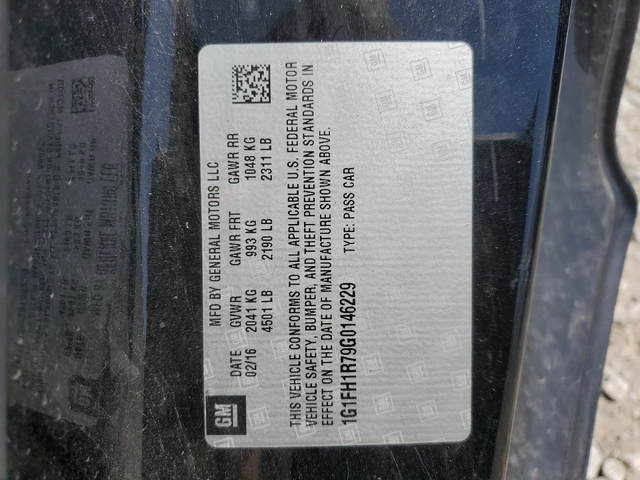 GM
MFD BY GENERAL MOTORS LLC
DATE GVWR GAWR FRT GAWR RR
02/16 2041 KG 993 KG 1048 KG
4501 LB 2190 LB 2311 LB
THIS VEHICLE CONFORMS TO ALL APPLICABLE U.S. FEDERAL MOTOR
VEHICLE SAFETY, BUMPER, AND THEFT PREVENTION STANDARDS IN
EFFECT ON THE DATE OF MANUFACTURE SHOWN ABOVE.
1G1FH1R79G0146229 TYPE: PASS CAR